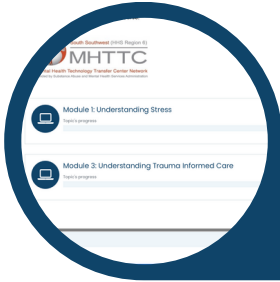 South Southwest (HHS Region 6)
MHTTC
Health Technology Transfer Center Network
Funded by Substance Abuse and Mental Health Services Administration
Module 1: Understanding Stress
Topic's progress:
Module 3: Understanding Trauma Informed Care
Topic's progress: